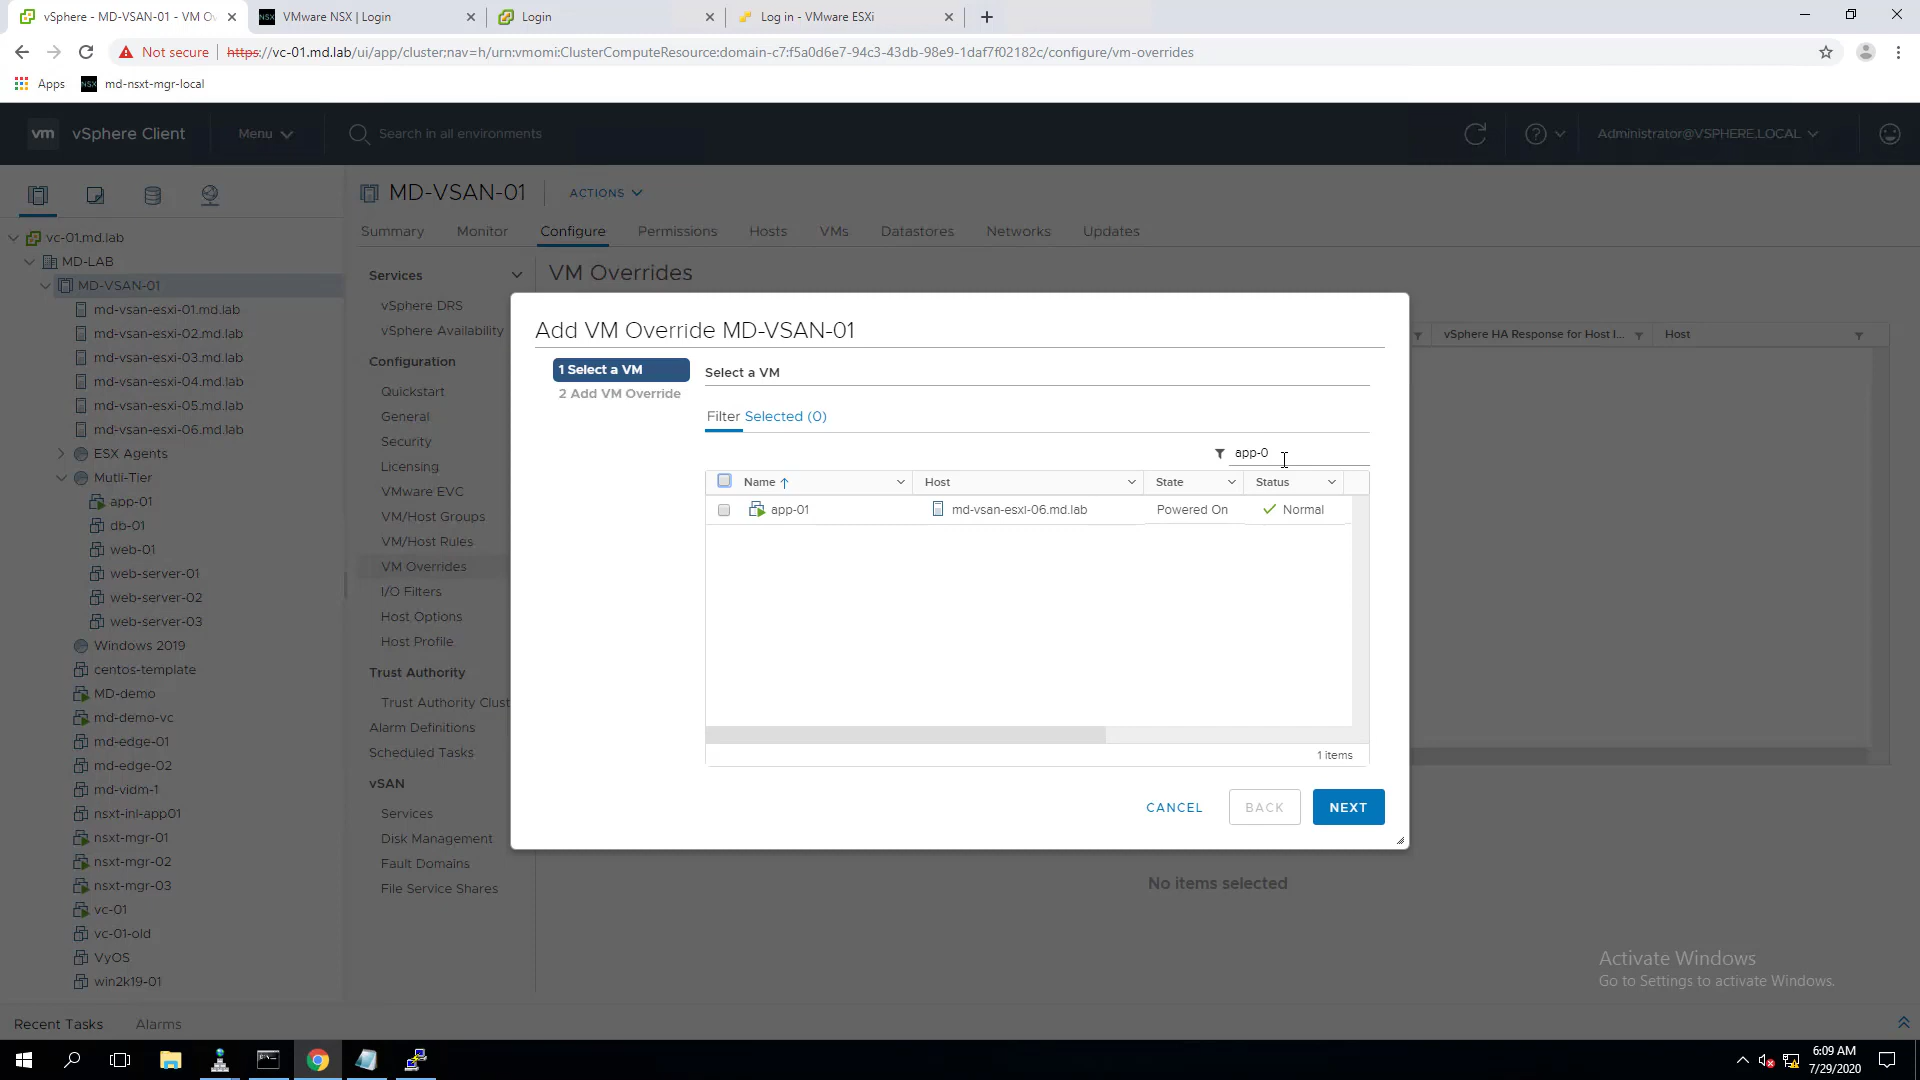 vSphere - MD-VSAN-01 - VM Ov
VMware NSX | Login
Login
Log in - VMware ESXi
Not secure
https://vc-01.md.lab/ui/app/cluster;nav=h/urn:vmomi:ClusterComputeResource:domain-c7:f5a0d6e7-94c3-43db-98e9-1daf7f02182c/configure/vm-overrides
Apps
NSX md-nsxt-mgr-local
vm vSphere Client
Menu
Search in all environments
Administrator@VSPHERE.LOCAL
vc-01.md.lab
MD-LAB
MD-VSAN-01
md-vsan-esxi-01.md.lab
md-vsan-esxi-02.md.lab
md-vsan-esxi-03.md.lab
md-vsan-esxi-04.md.lab
md-vsan-esxi-05.md.lab
md-vsan-esxi-06.md.lab
ESX Agents
Mutli-Tier
app-01
db-01
web-01
web-server-01
web-server-02
web-server-03
Windows 2019
centos-template
MD-demo
md-demo-vc
md-edge-01
md-edge-02
md-vidm-1
nsxt-inl-app01
nsxt-mgr-01
nsxt-mgr-02
nsxt-mgr-03
vc-01
vc-01-old
VyOS
win2k19-01
MD-VSAN-01
ACTIONS
Summary
Monitor
Configure
Permissions
Hosts
VMs
Datastores
Networks
Updates
Services
vSphere DRS
vSphere Availability
Configuration
Quickstart
General
Security
Licensing
VMware EVC
VM/Host Groups
VM/Host Rules
VM Overrides
I/O Filters
Host Options
Host Profile
Trust Authority
Trust Authority Clust
Alarm Definitions
Scheduled Tasks
vSAN
Services
Disk Management
Fault Domains
File Service Shares
VM Overrides
vSphere HA Response for Host I...
Host
Add VM Override MD-VSAN-01
1 Select a VM
2 Add VM Override
Select a VM
Filter
Selected (0)
app-0
Name
Host
State
Status
app-01
md-vsan-esxi-06.md.lab
Powered On
Normal
1 items
CANCEL
BACK
NEXT
No items selected
Activate Windows
Go to Settings to activate Windows.
Recent Tasks
Alarms
6:09 AM
7/29/2020